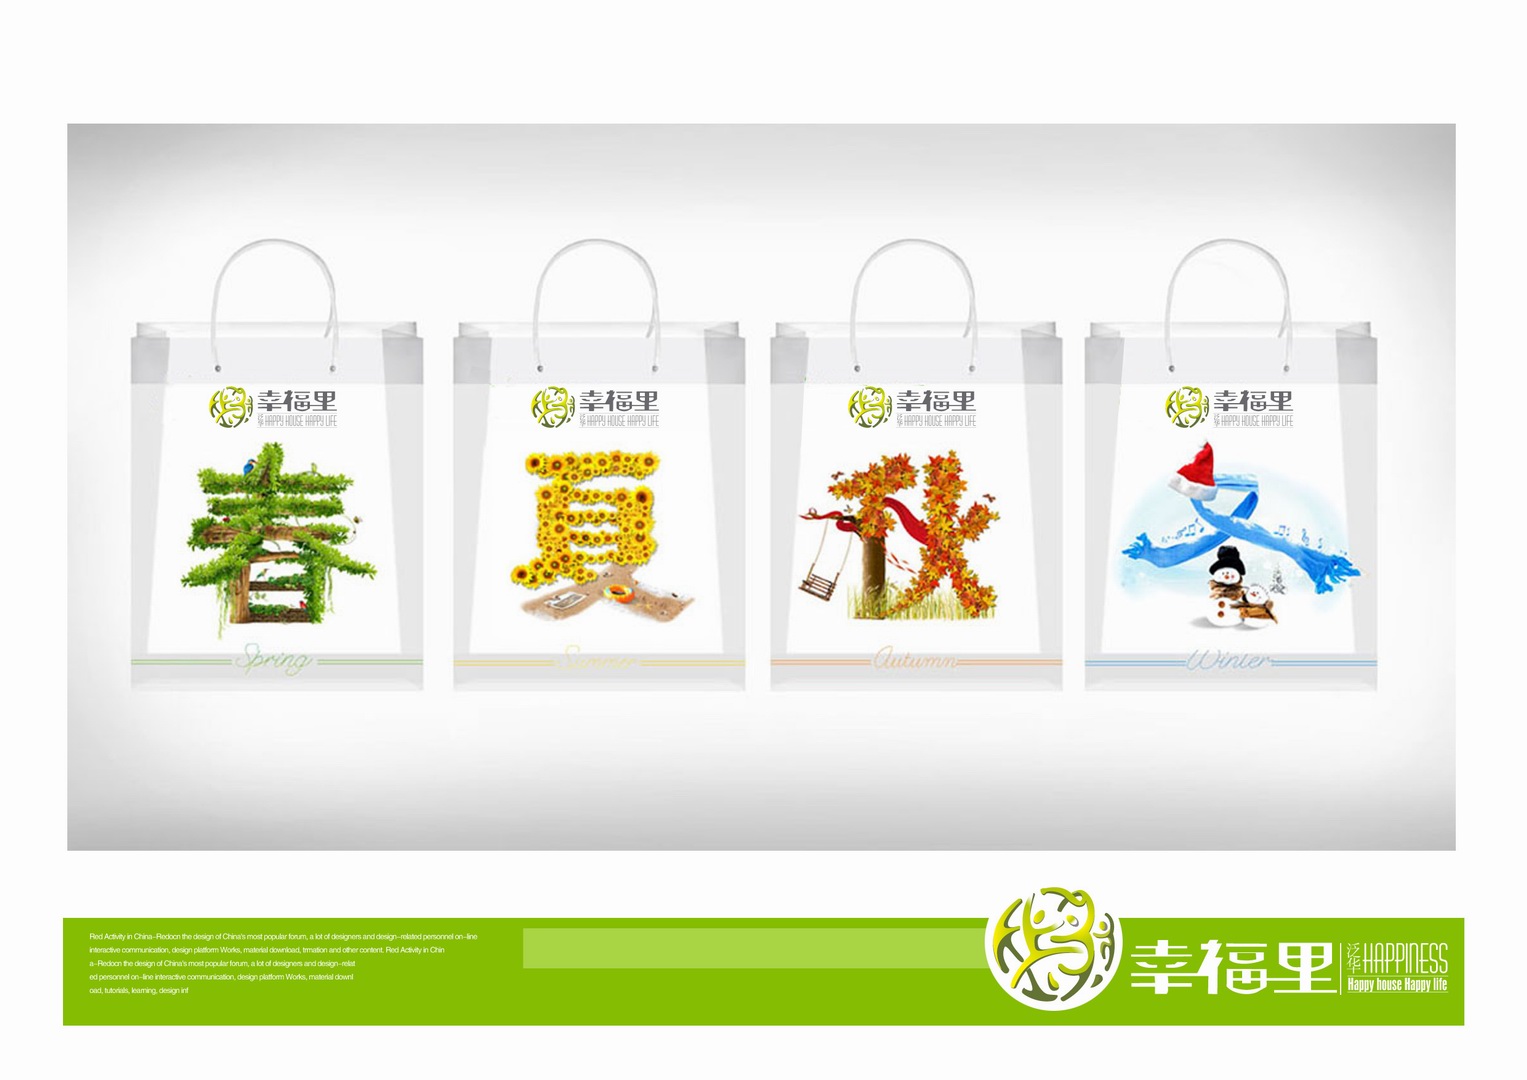 幸福里
泛华 HAPPY HOUSE HAPPY LIFE
春
Spring
幸福里
泛华 HAPPY HOUSE HAPPY LIFE
夏
Summer
幸福里
泛华 HAPPY HOUSE HAPPY LIFE
秋
Autumn
幸福里
泛华 HAPPY HOUSE HAPPY LIFE
冬
Winter
Red Activity in China-Redocn the design of China's most popular forum, a lot of designers and design-related personnel on-line
interactive communication, design platform Works, material download, trmation and other content. Red Activity in Chin
a-Redocn the design of China's most popular forum, a lot of designers and design-relat
ed personnel on-line interactive communication, design platform Works, material downl
oad, tutorials, learning, design inf
幸福里
泛华 HAPPINESS
Happy house Happy life